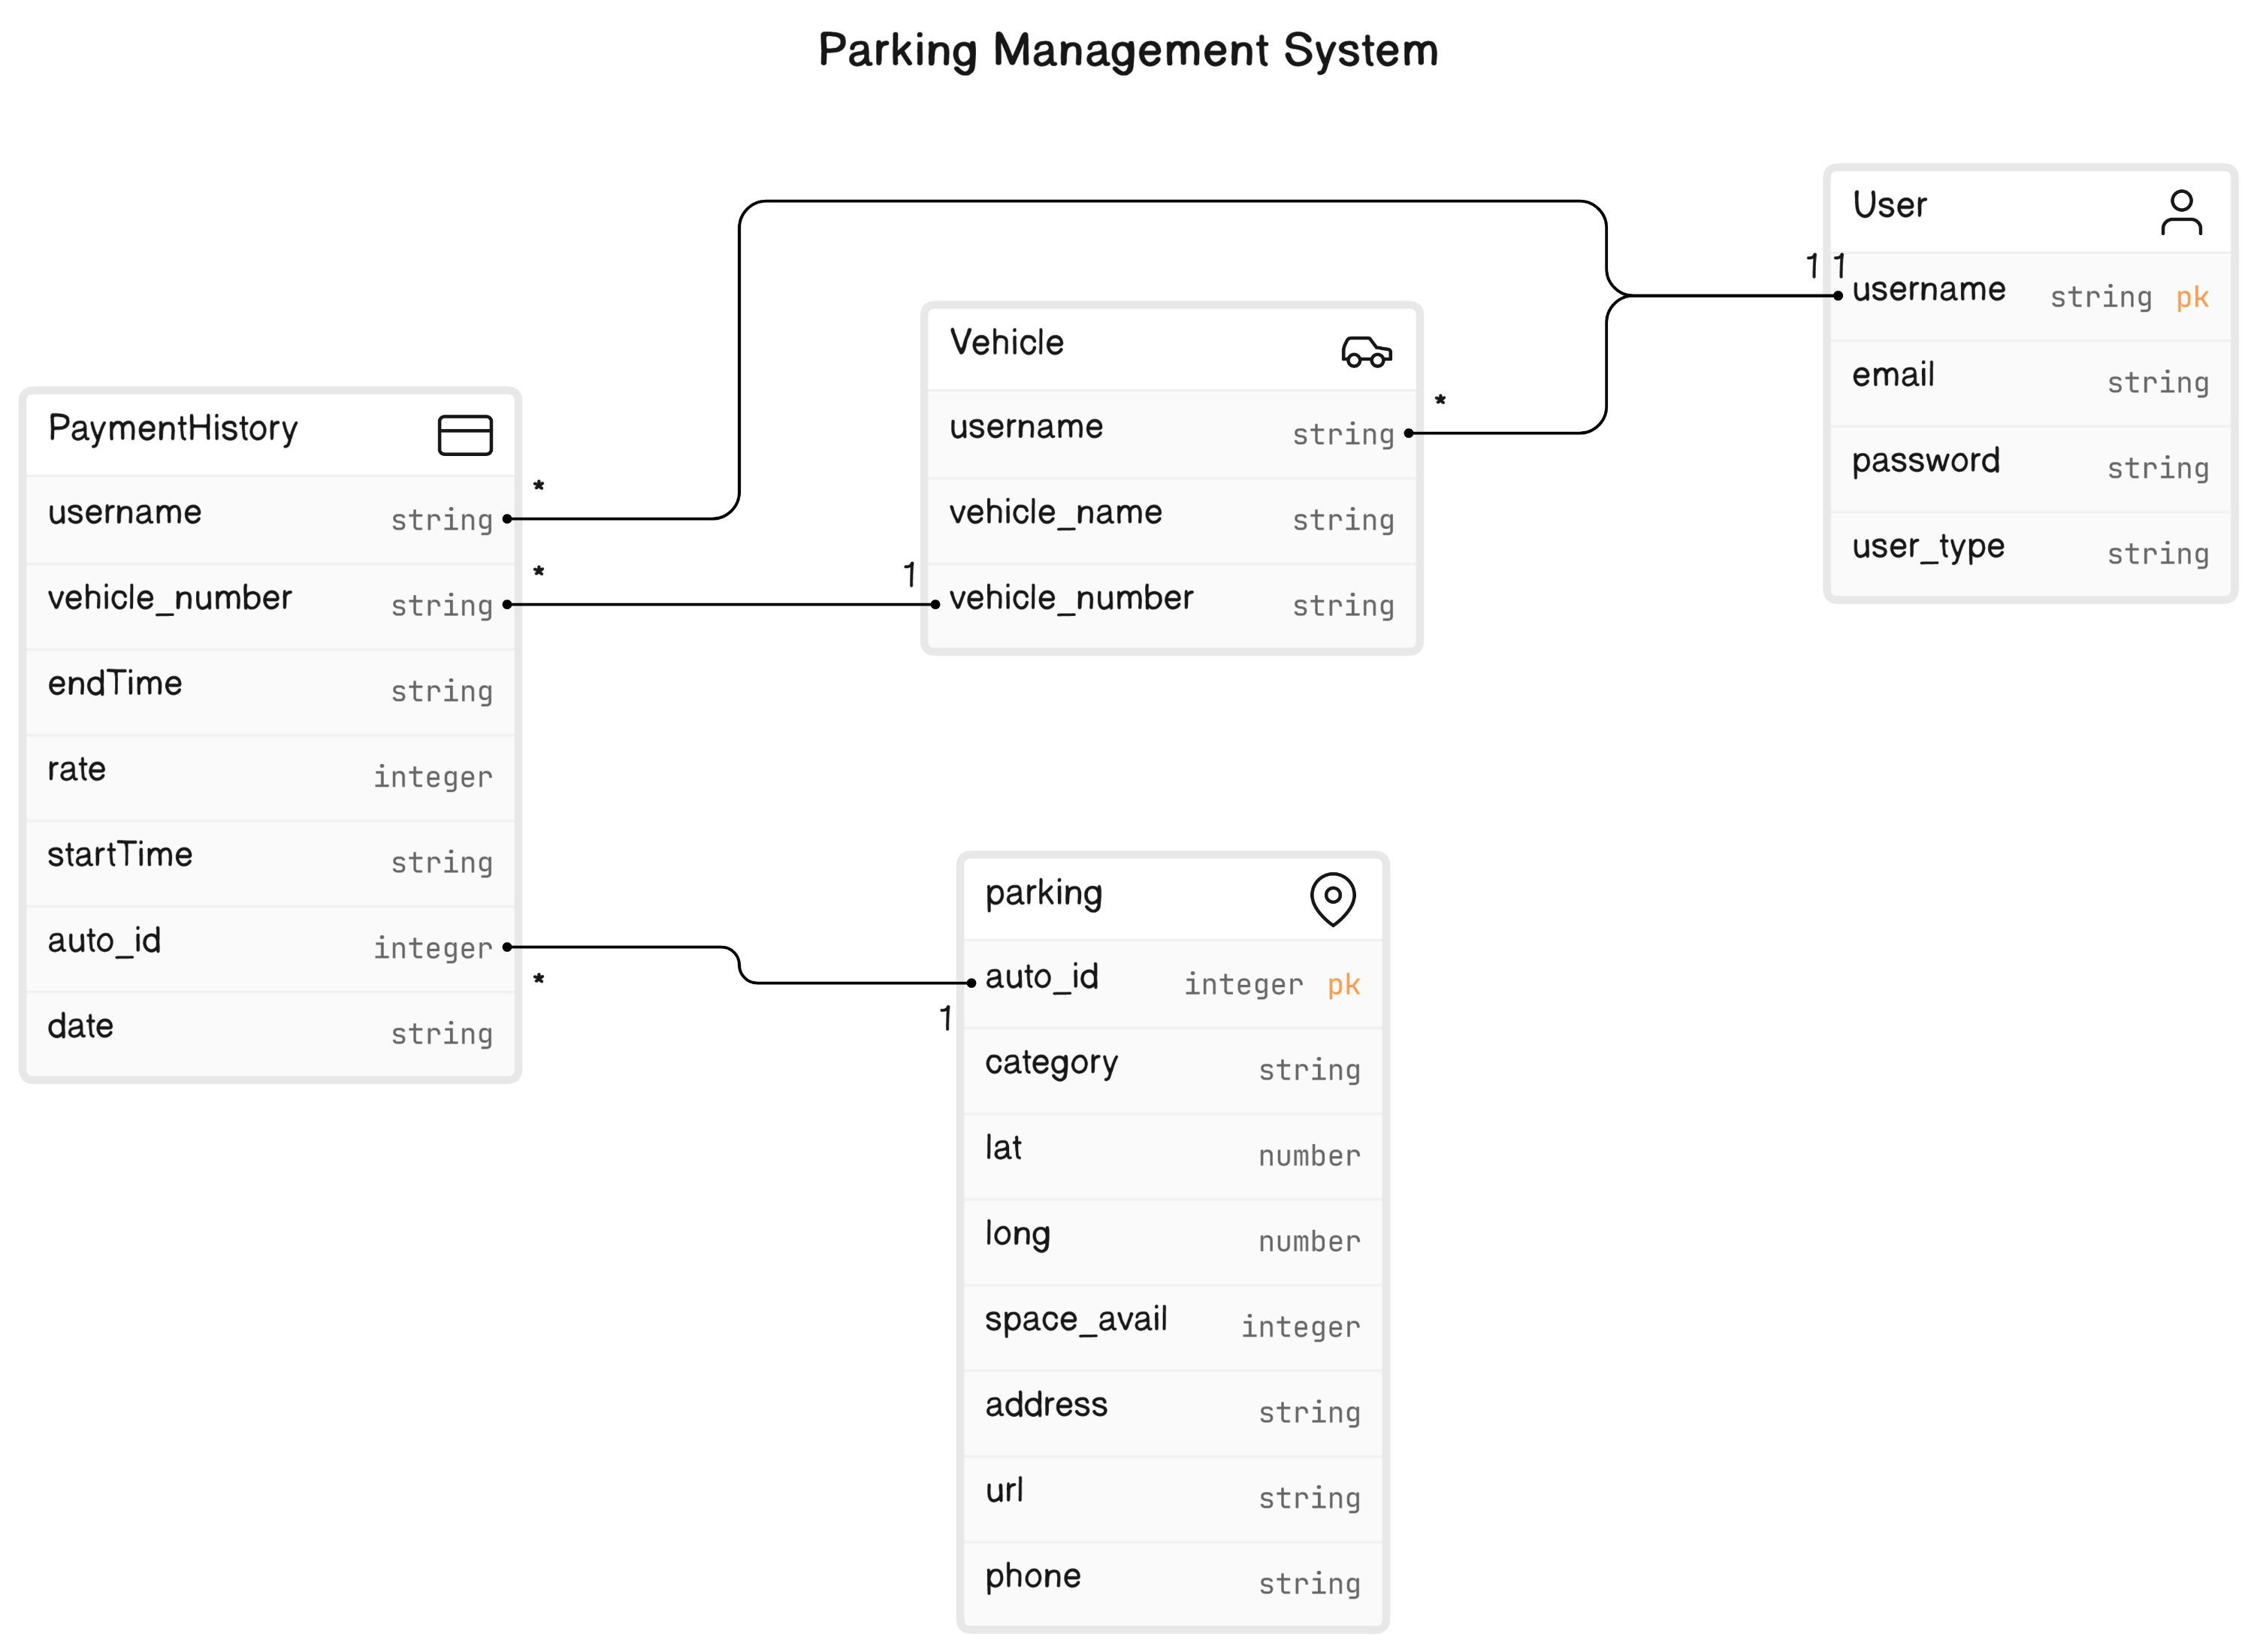 Parking Management System
User
username string pk
email string
password string
user_type string
1 1
Vehicle
username string
vehicle_name string
vehicle_number string
*
1
PaymentHistory
username string
vehicle_number string
endTime string
rate integer
startTime string
auto_id integer
date string
*
*
*
parking
auto_id integer pk
category string
lat number
long number
space_avail integer
address string
url string
phone string
1